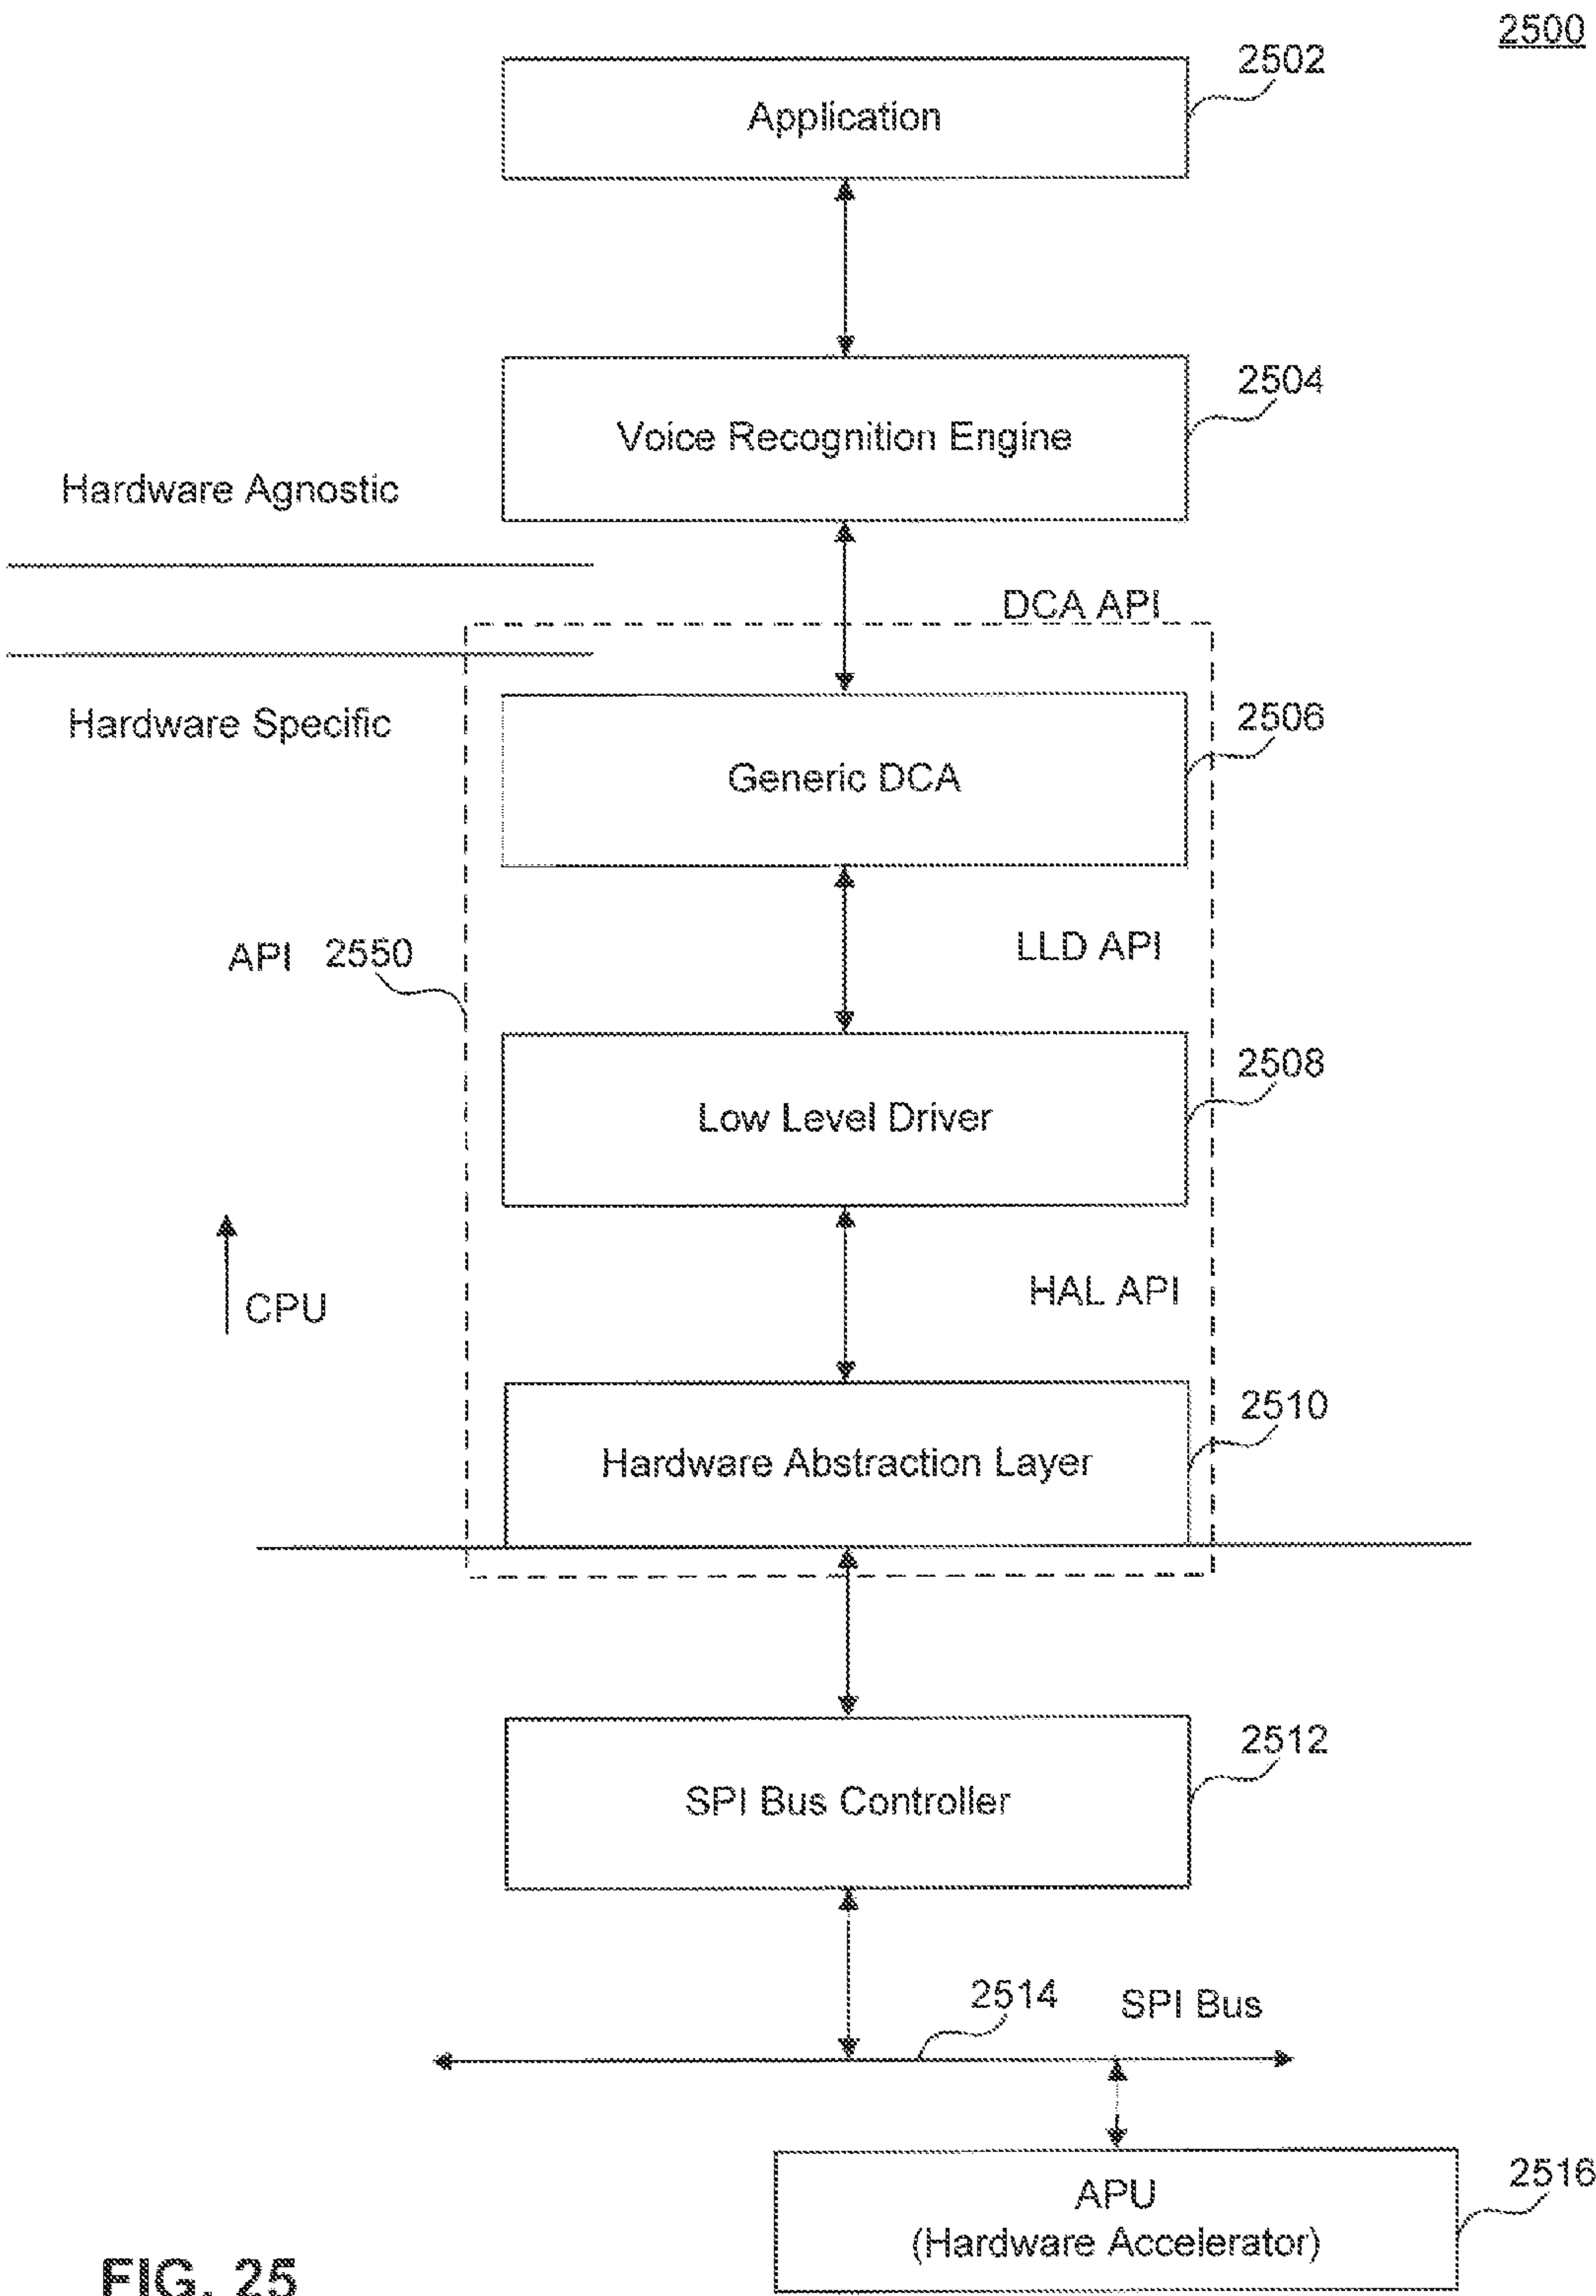 2500
2502
Application
2504
Voice Recognition Engine
Hardware Agnostic
DCA API
Hardware Specific
2506
Generic DCA
API 2550
LLD API
2508
Low Level Driver
CPU
HAL API
2510
Hardware Abstraction Layer
2512
SPI Bus Controller
2514
SPI Bus
2516
APU
(Hardware Accelerator)
FIG. 25